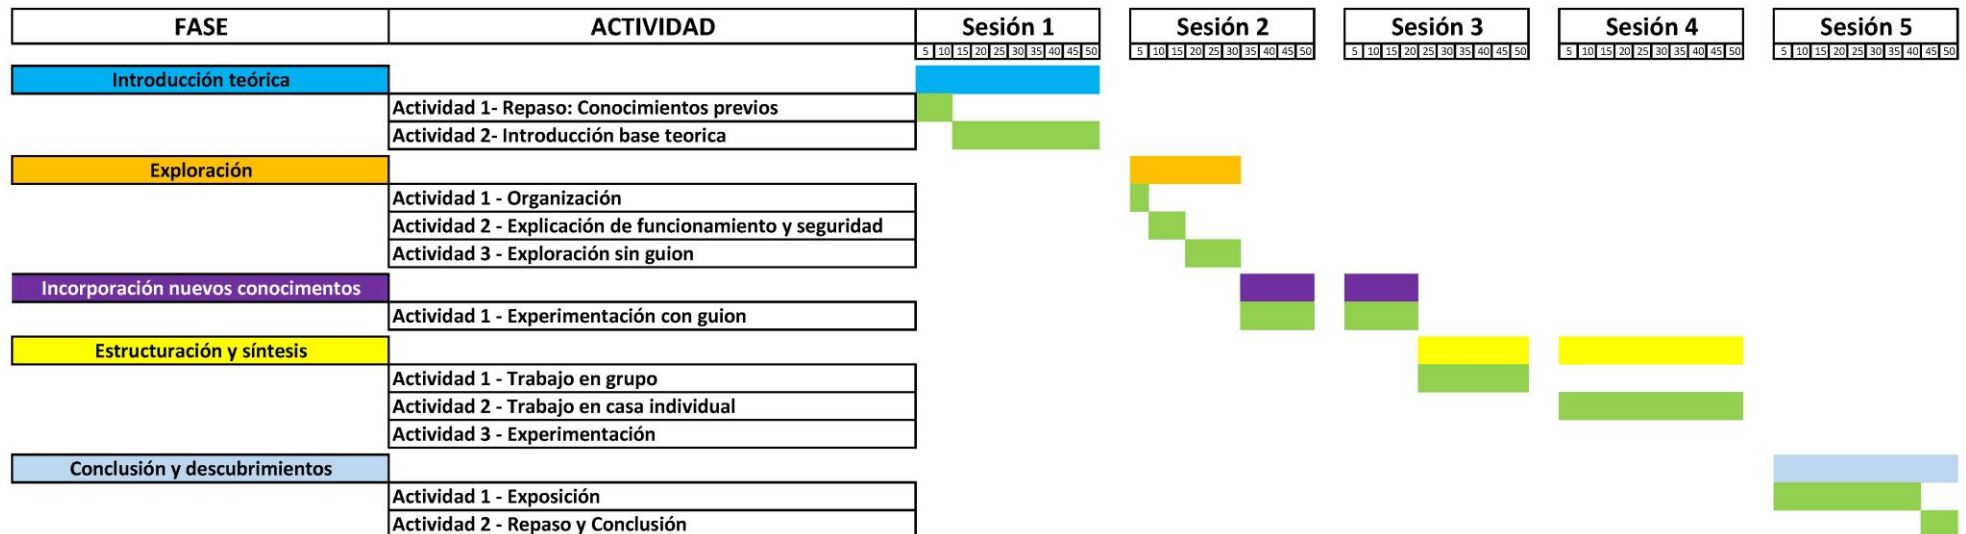 FASE ACTIVIDAD Sesión 1 Sesión 2 Sesión 3 Sesión 4 Sesión 5
5 10 15 20 25 30 35 40 45 50 5 10 15 20 25 30 35 40 45 50 5 10 15 20 25 30 35 40 45 50 5 10 15 20 25 30 35 40 45 50 5 10 15 20 25 30 35 40 45 50
Introducción teórica
Actividad 1- Repaso: Conocimientos previos
Actividad 2- Introducción base teorica
Exploración
Actividad 1 - Organización
Actividad 2 - Explicación de funcionamiento y seguridad
Actividad 3 - Exploración sin guion
Incorporación nuevos conocimentos
Actividad 1 - Experimentación con guion
Estructuración y síntesis
Actividad 1 - Trabajo en grupo
Actividad 2 - Trabajo en casa individual
Actividad 3 - Experimentación
Conclusión y descubrimientos
Actividad 1 - Exposición
Actividad 2 - Repaso y Conclusión